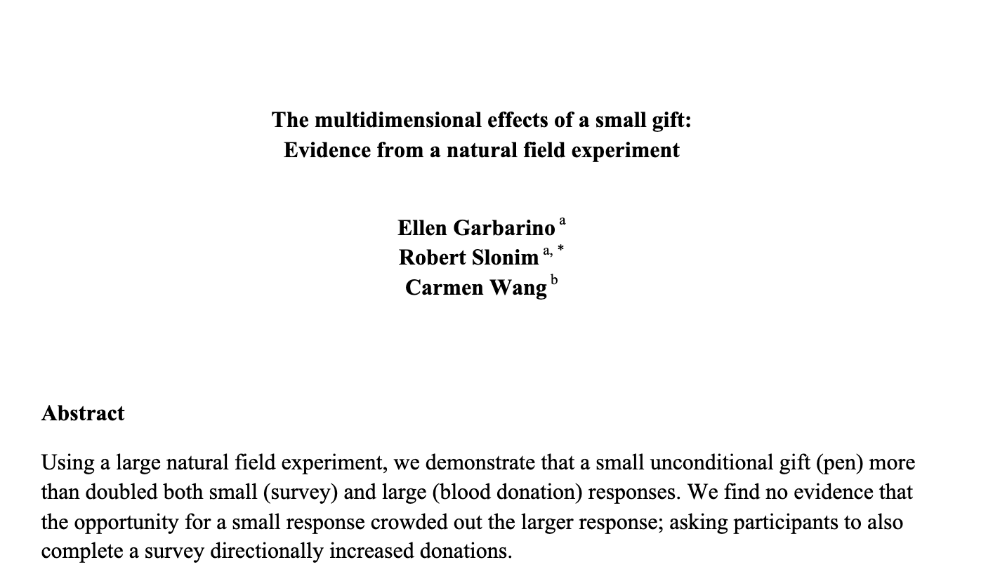 The multidimensional effects of a small gift:
Evidence from a natural field experiment
Ellen Garbarino a
Robert Slonim a, *
Carmen Wang b
Abstract
Using a large natural field experiment, we demonstrate that a small unconditional gift (pen) more
than doubled both small (survey) and large (blood donation) responses. We find no evidence that
the opportunity for a small response crowded out the larger response; asking participants to also
complete a survey directionally increased donations.